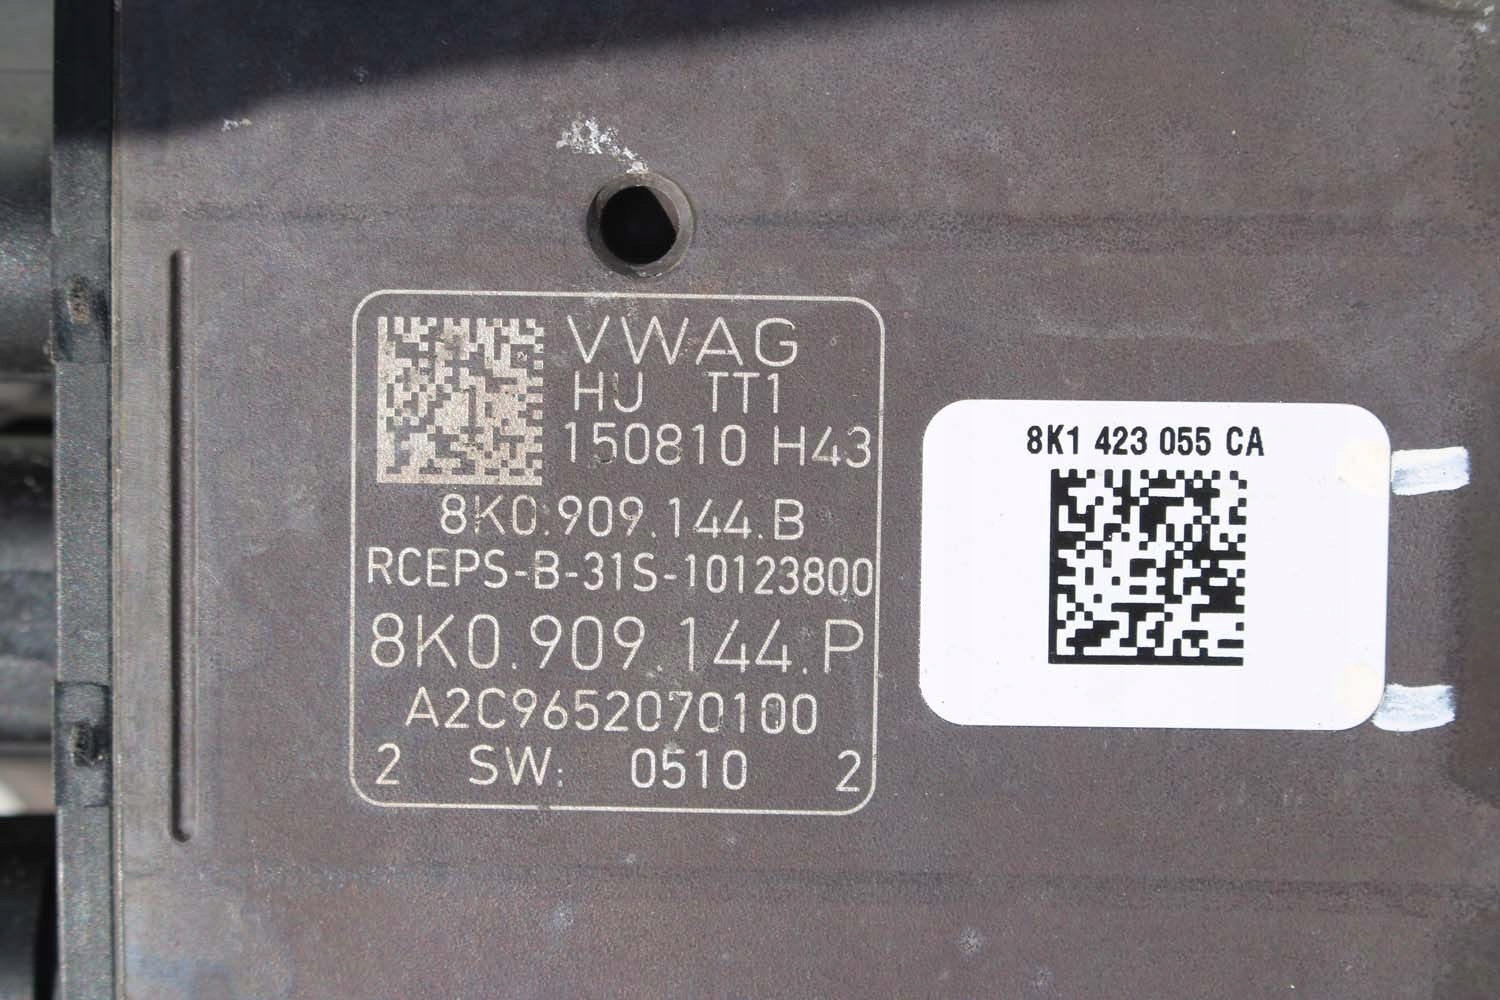 VWAG
HU TT1
150810 H43
8K0.909.144.B
RCEPS-B-31S-10123800
8K0.909.144.P
A2C9652070100
2 SW: 0510 2
8K1 423 055 CA